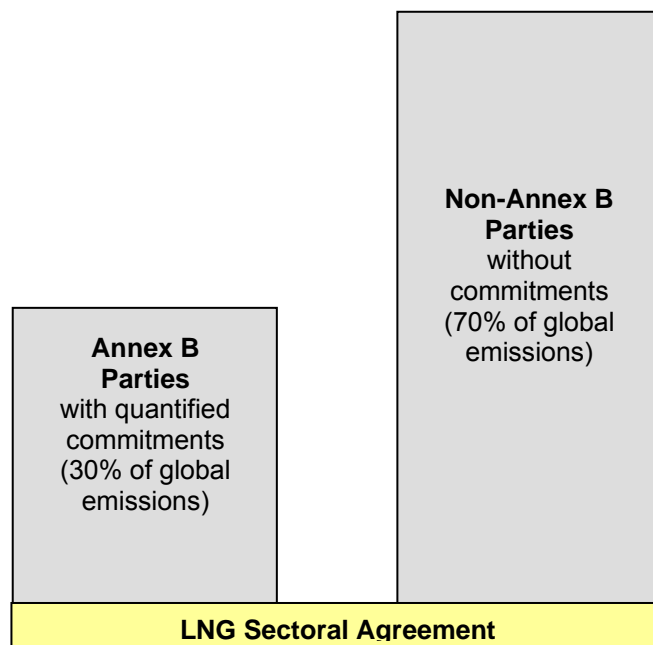 Non-Annex B
Parties
without
commitments
(70% of global
emissions)
Annex B
Parties
with quantified
commitments
(30% of global
emissions)
LNG Sectoral Agreement